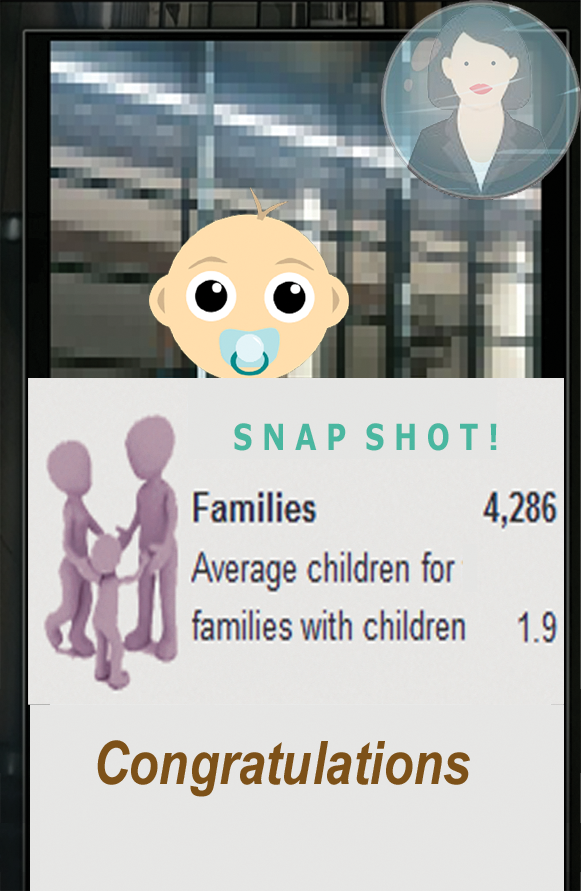 SNAP SHOT!
Families 4,286
Average children for
families with children 1.9
Congratulations